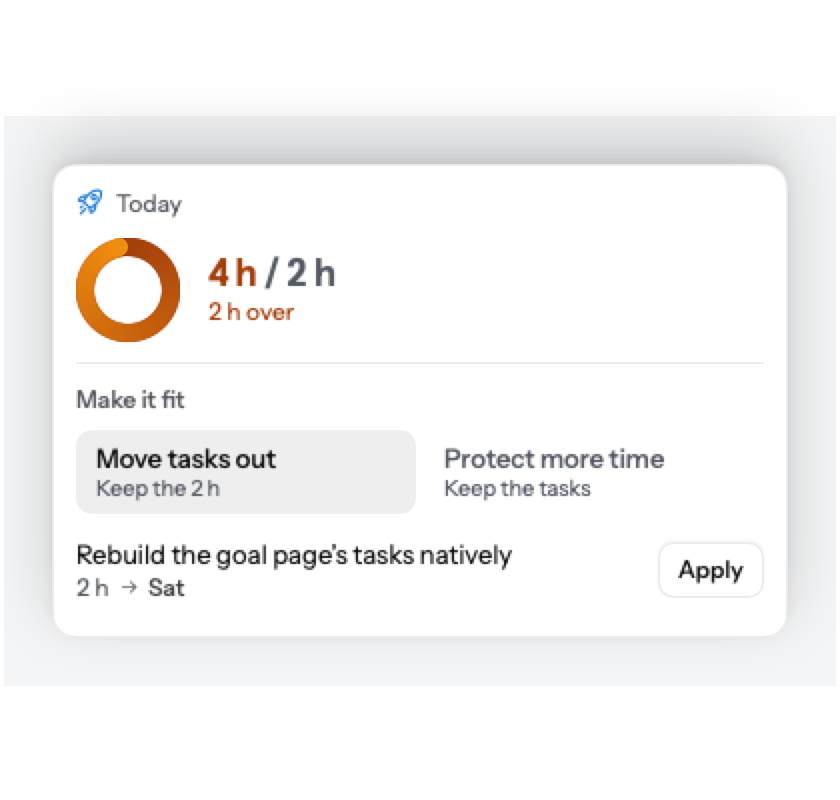 Today
4 h / 2 h
2 h over
Make it fit
Move tasks out
Keep the 2 h
Protect more time
Keep the tasks
Rebuild the goal page’s tasks natively
2 h → Sat
Apply